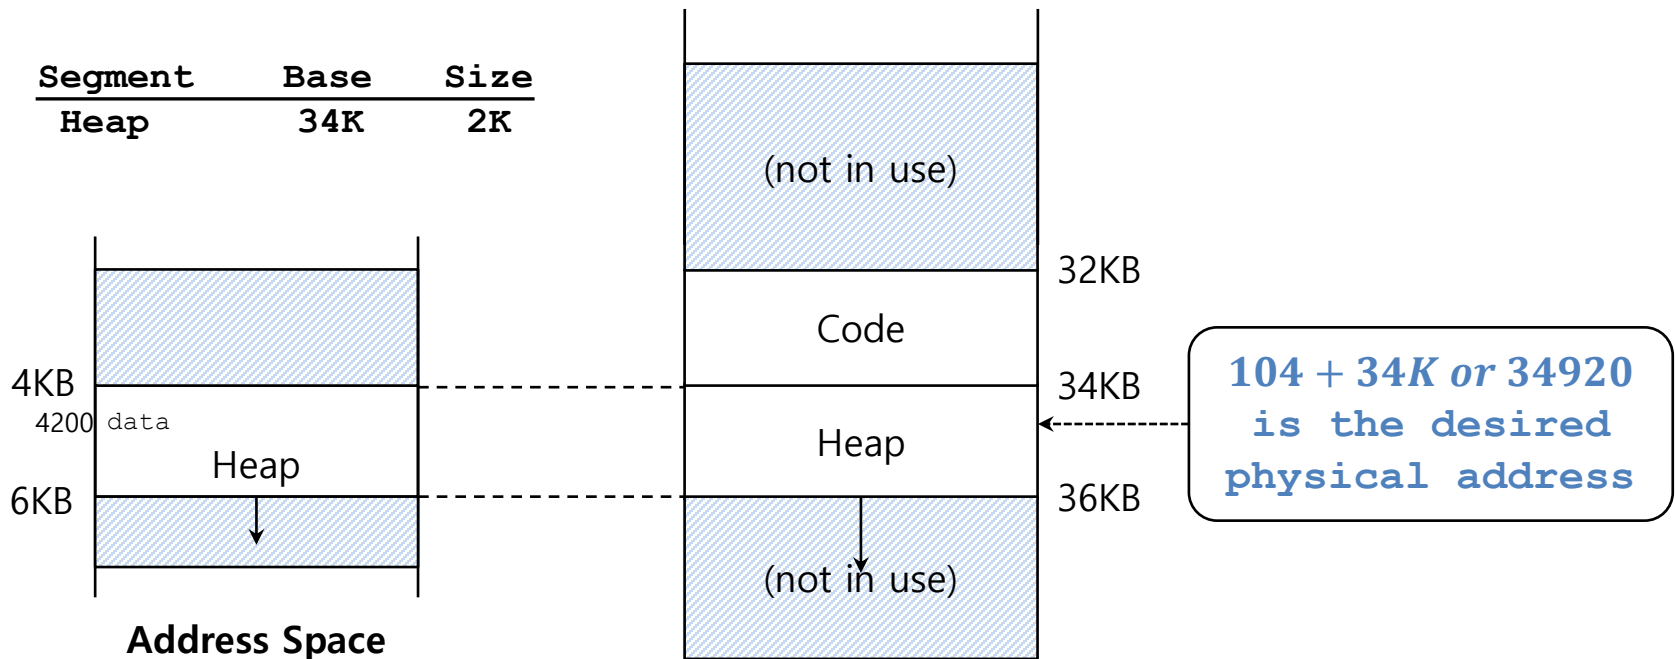 Segment Base Size
Heap 34K 2K
(not in use)
32KB
Code
4KB
34KB
4200 data
Heap
Heap
6KB
36KB
(not in use)
Address Space
104 + 34K or 34920
is the desired
physical address